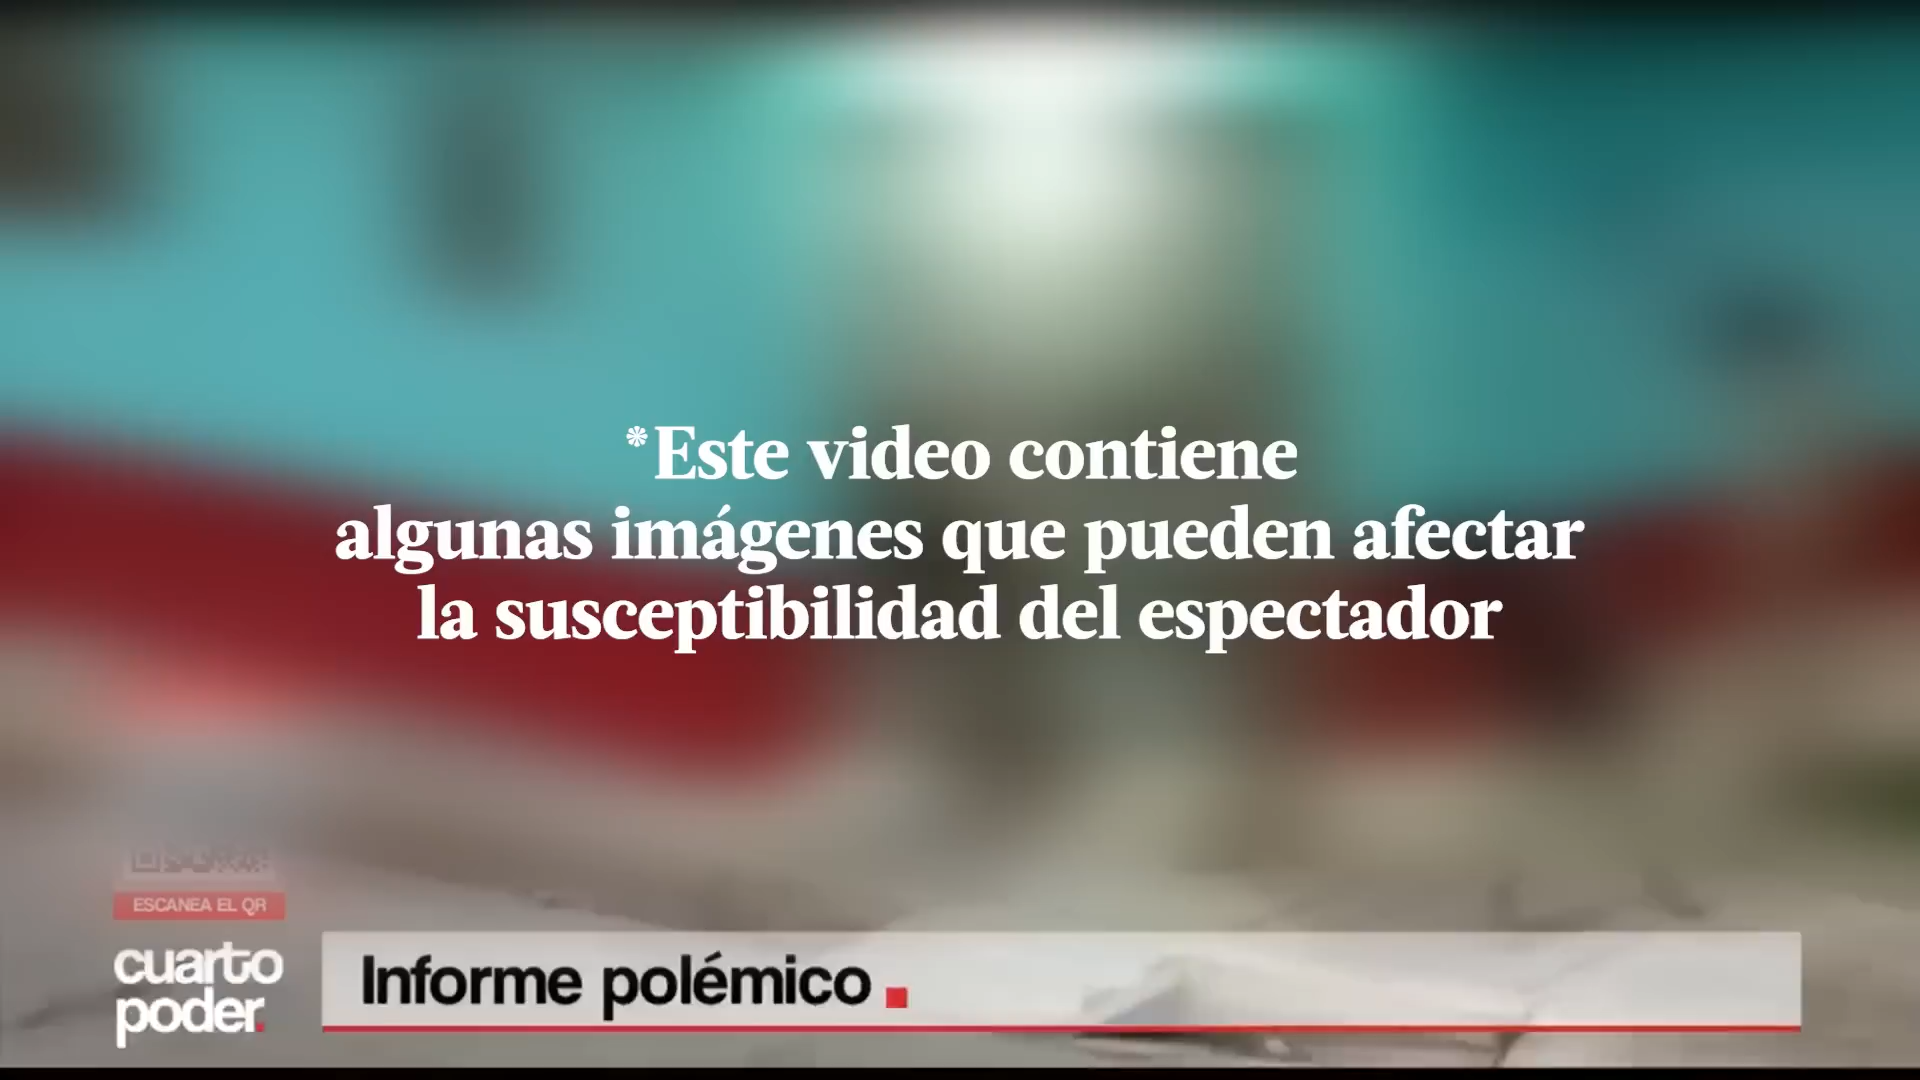 *Este video contiene
algunas imágenes que pueden afectar
la susceptibilidad del espectador
ESCANEA EL QR
cuarto
poder.
Informe polémico